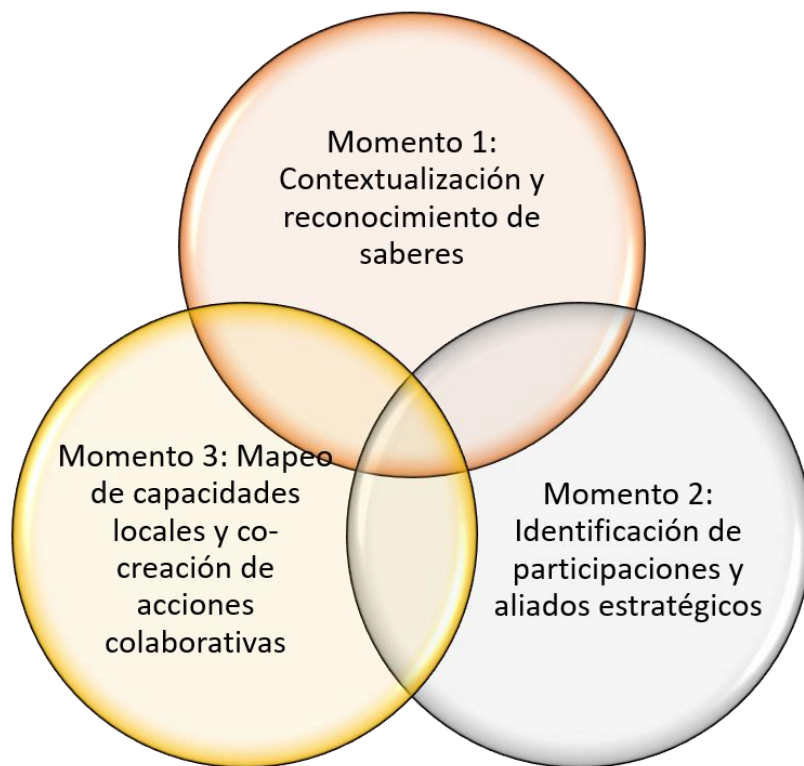 Momento 1:
Contextualización y
reconocimiento de
saberes
Momento 3: Mapeo
de capacidades
locales y co-
creación de
acciones
colaborativas
Momento 2:
Identificación de
participaciones y
aliados estratégicos